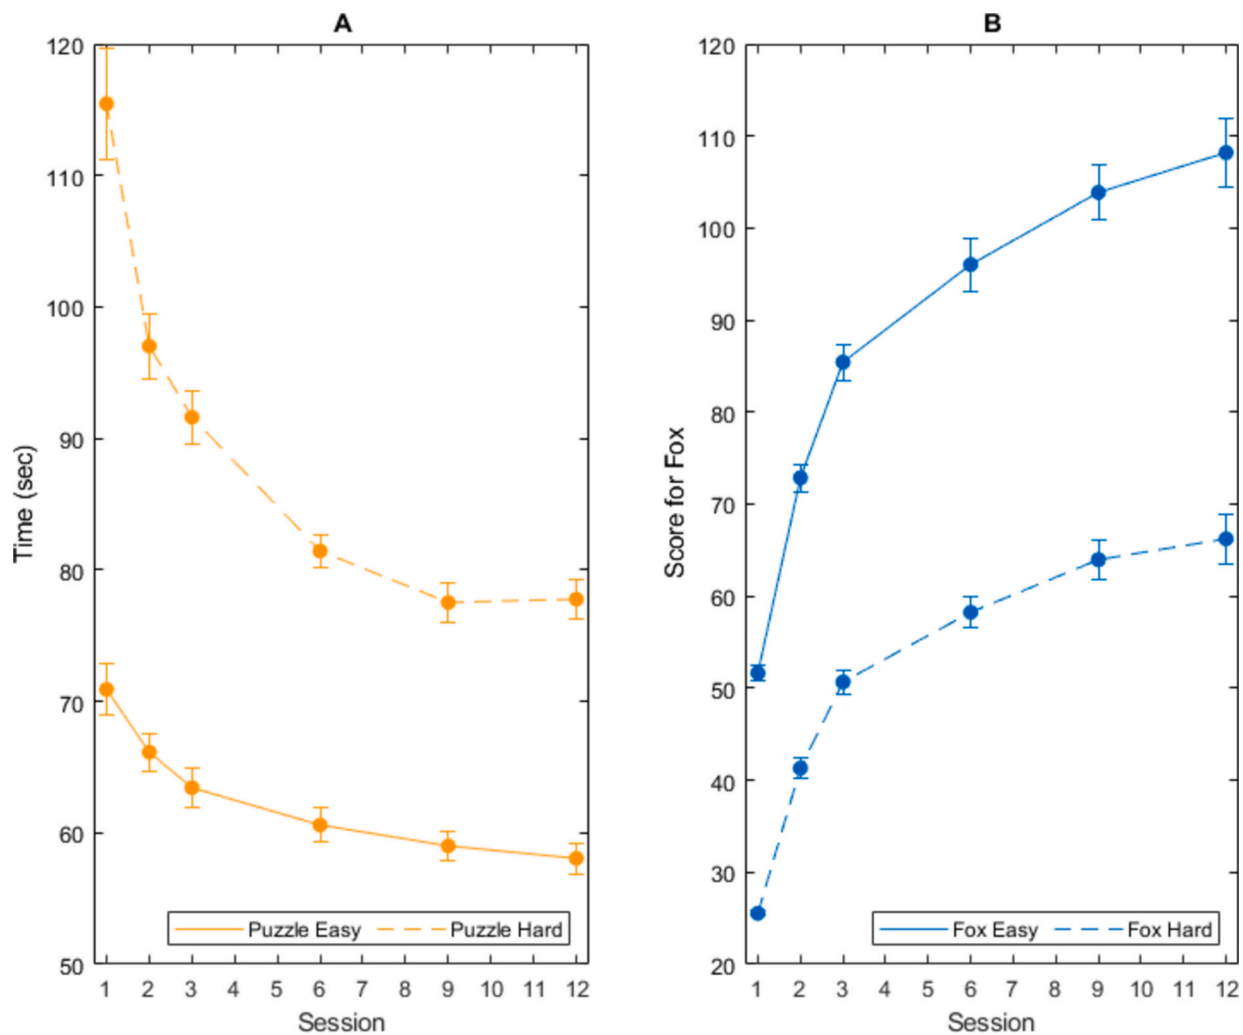 A
120
110
100
90
80
70
60
50
Time (sec)
Puzzle Easy
Puzzle Hard
1 2 3 4 5 6 7 8 9 10 11 12
Session
B
120
110
100
90
80
70
60
50
40
30
20
Score for Fox
Fox Easy
Fox Hard
1 2 3 4 5 6 7 8 9 10 11 12
Session